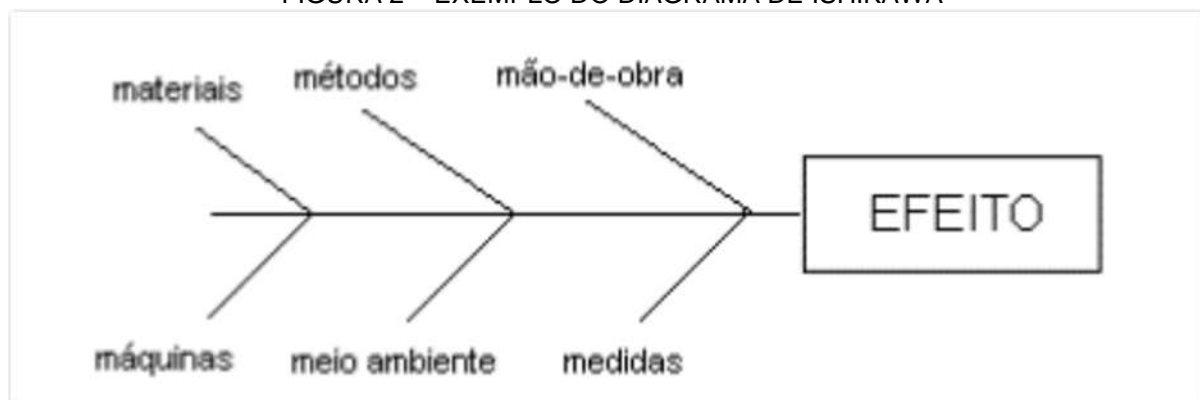 FIGURA 2 – EXEMPLO DO DIAGRAMA DE ISHIKAWA
materiais
métodos
mão-de-obra
EFEITO
máquinas
meio ambiente
medidas